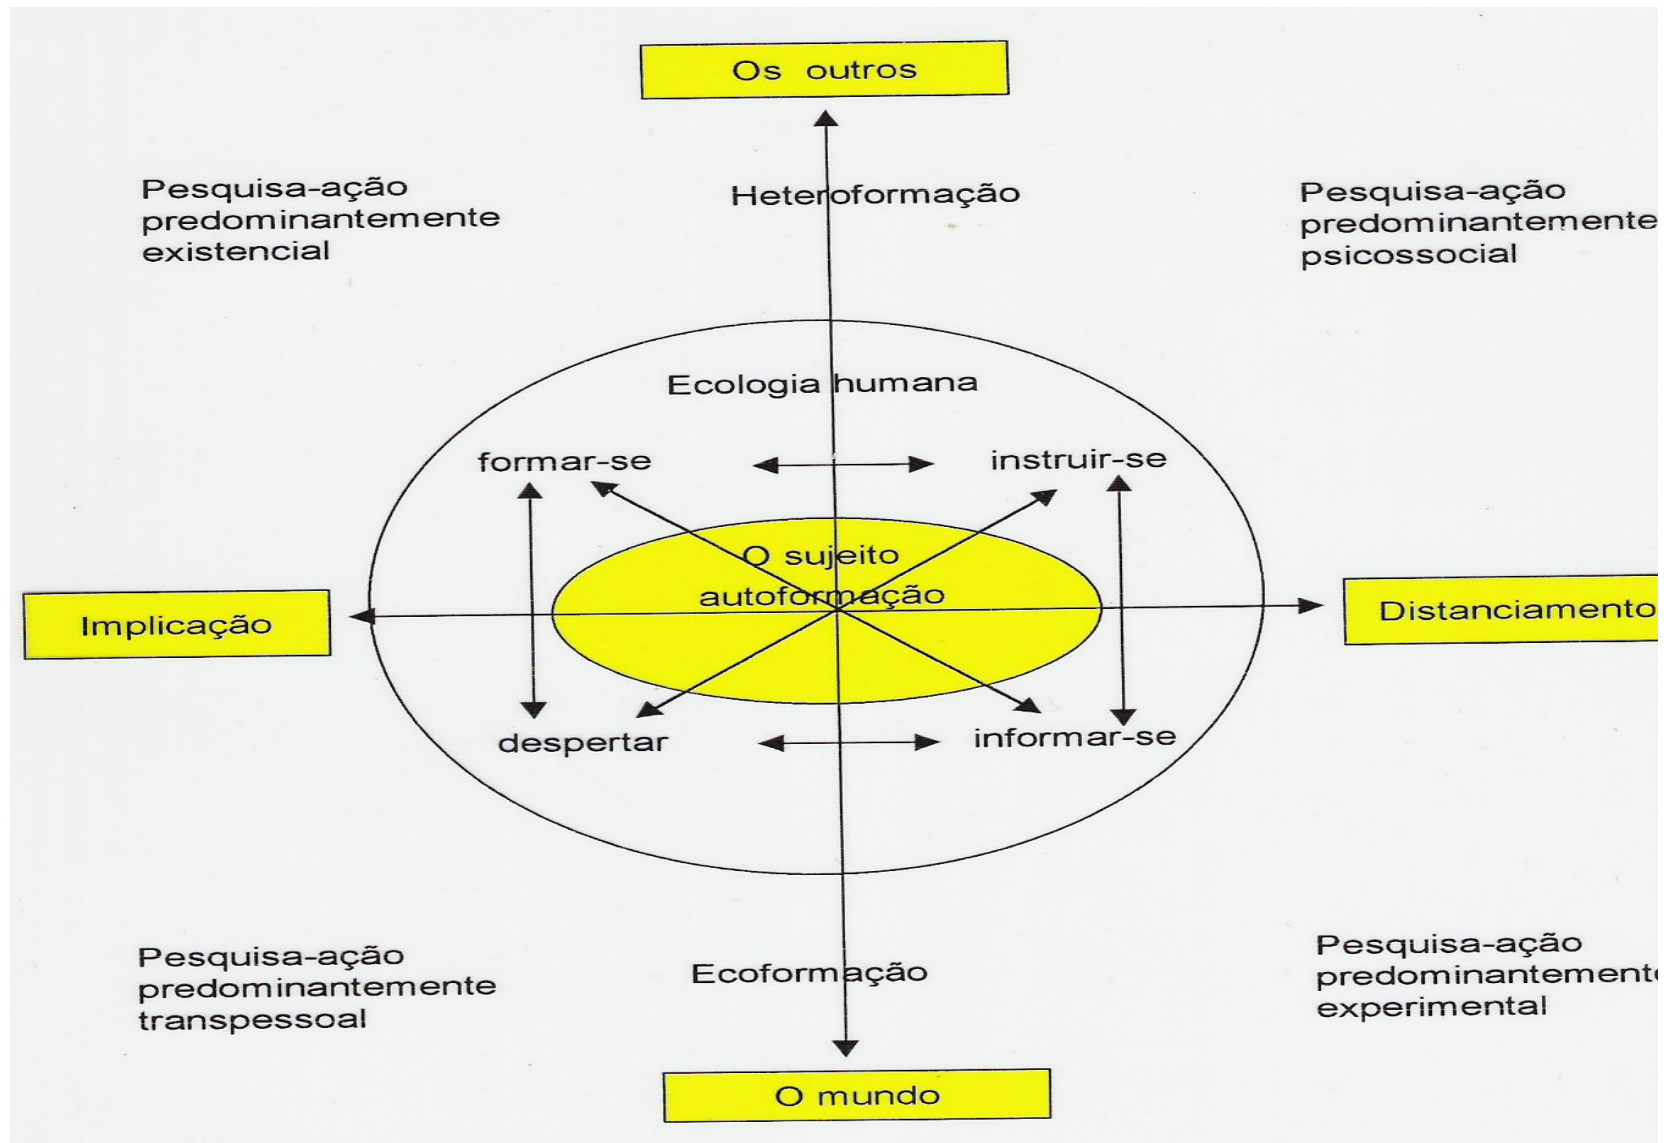 Os outros
Pesquisa-ação
predominantemente
existencial
Heteroformação
Pesquisa-ação
predominantemente
psicossocial
Ecologia humana
formar-se
instruir-se
O sujeito
autoformação
Implicação
Distanciamento
despertar
informar-se
Pesquisa-ação
predominantemente
transpessoal
Ecoformação
Pesquisa-ação
predominantemente
experimental
O mundo